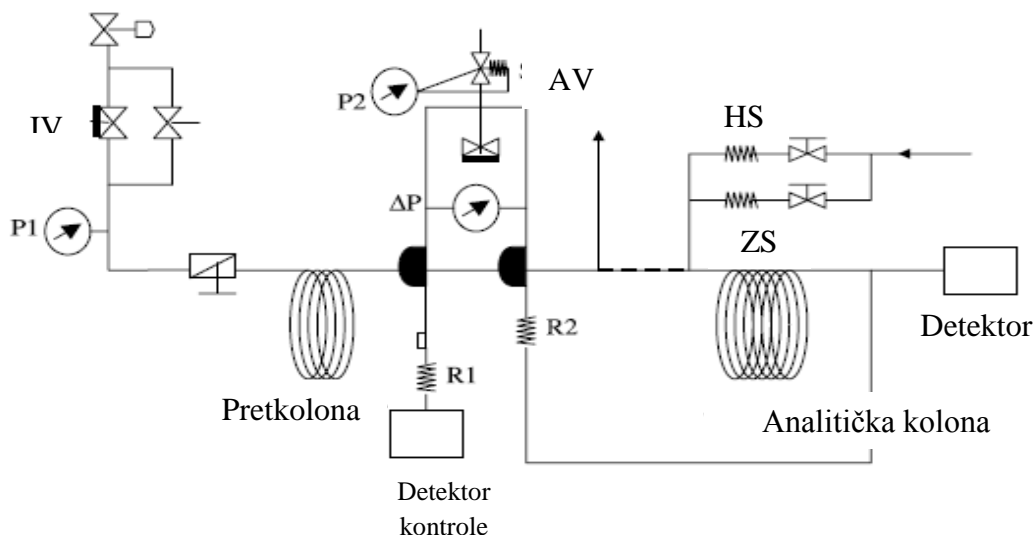 AV
P2
IV
HS
ΔP
P1
ZS
R2
R1
Detektor
Pretkolona
Analitička kolona
Detektor
kontrole